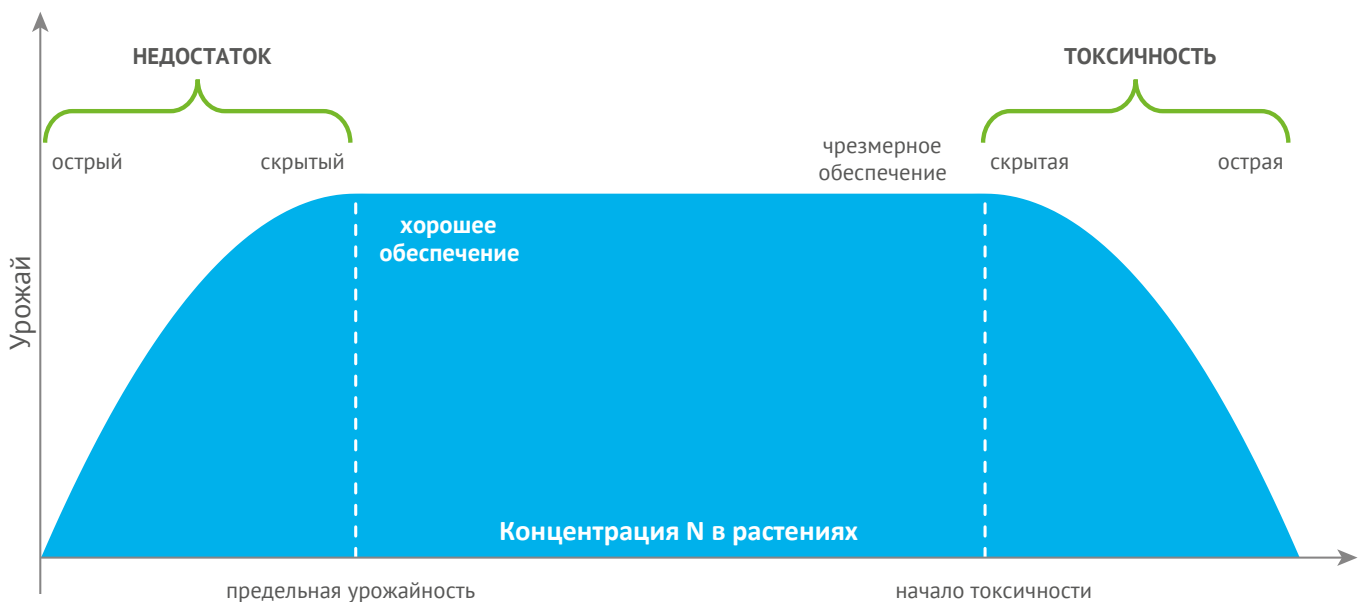 НЕДОСТАТОК
ТОКСИЧНОСТЬ
острый
скрытый
чрезмерное
обеспечение
скрытая
острая
хорошее
обеспечение
Урожай
Концентрация N в растениях
предельная урожайность
начало токсичности